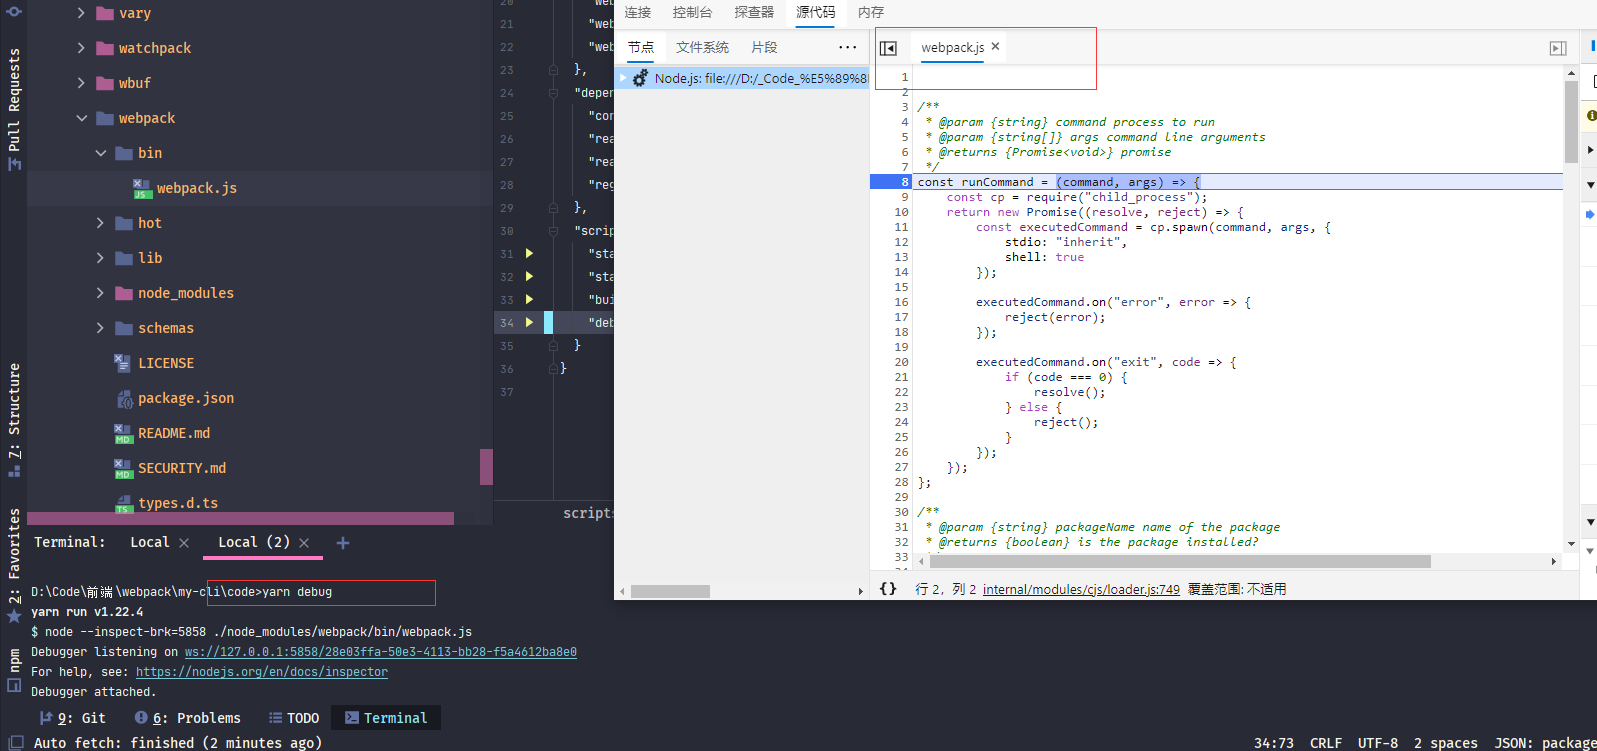 Pull Requests
7: Structure
2: Favorites
npm
vary
watchpack
wbuf
webpack
bin
webpack.js
hot
lib
node_modules
schemas
LICENSE
package.json
README.md
SECURITY.md
types.d.ts
20 "we
21 "web
22 "we
23 },
24 "deper
25 "cor
26 "rea
27 "rea
28 "reg
29 },
30 "scrip
31 "sta
32 "sta
33 "bui
34 "deb
35 }
36 }
37
scripts
连接 控制台 探查器 源代码 内存
节点 文件系统 片段 ...
Node.js: file:///D:/_Code_%E5%89%8
webpack.js ×
1
2
3 /**
4 * @param {string} command process to run
5 * @param {string[]} args command line arguments
6 * @returns {Promise<void>} promise
7 */
8 const runCommand = (command, args) => {
9 const cp = require("child_process");
10 return new Promise((resolve, reject) => {
11 const executedCommand = cp.spawn(command, args, {
12 stdio: "inherit",
13 shell: true
14 });
15
16 executedCommand.on("error", error => {
17 reject(error);
18 });
19
20 executedCommand.on("exit", code => {
21 if (code === 0) {
22 resolve();
23 } else {
24 reject();
25 }
26 });
27 });
28 };
29
30 /**
31 * @param {string} packageName name of the package
32 * @returns {boolean} is the package installed?
33
{} 行 2，列 2 internal/modules/cjs/loader.js:749 覆盖范围: 不适用
Terminal: Local × Local (2) × +
D:\Code\前端\webpack\my-cli\code>yarn debug
yarn run v1.22.4
$ node --inspect-brk=5858 ./node_modules/webpack/bin/webpack.js
Debugger listening on ws://127.0.0.1:5858/28e03ffa-50e3-4113-bb28-f5a4612ba8e0
For help, see: https://nodejs.org/en/docs/inspector
Debugger attached.
9: Git 6: Problems TODO Terminal
Auto fetch: finished (2 minutes ago)
34:73 CRLF UTF-8 2 spaces JSON: package